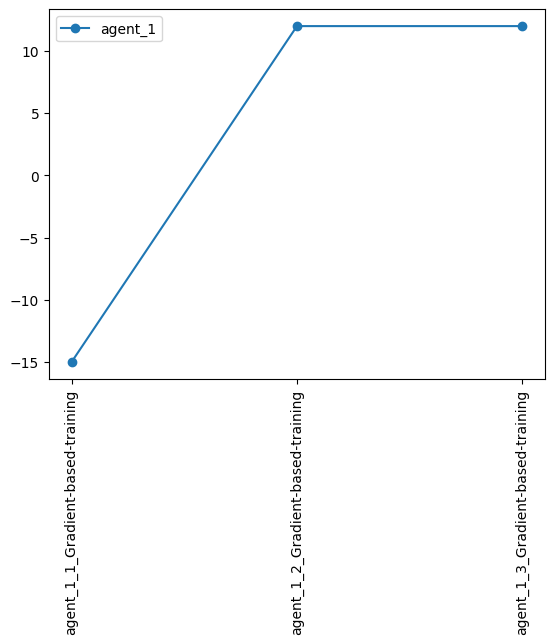 agent_1
10
5
0
−5
−10
−15
agent_1_1_Gradient-based-training
agent_1_2_Gradient-based-training
agent_1_3_Gradient-based-training